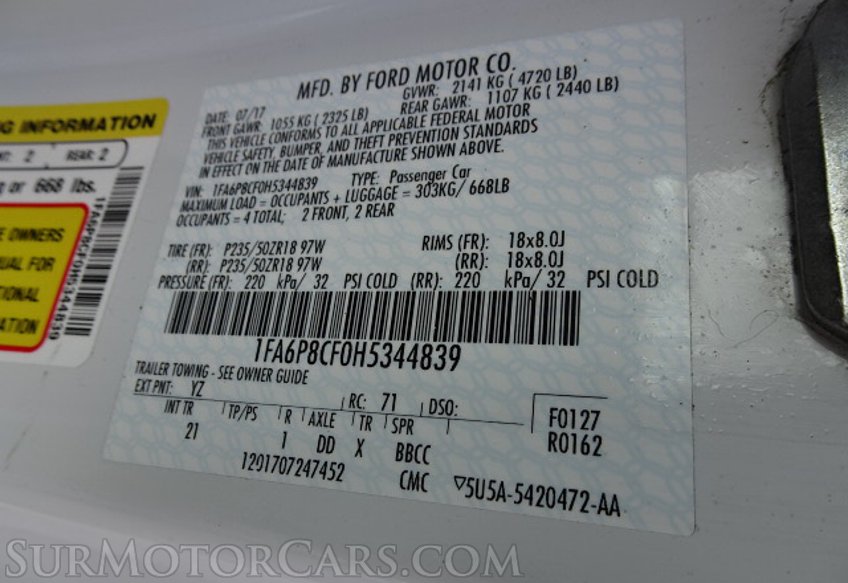 NG INFORMATION
NT: 2 REAR: 2
g or 668 lbs.
E OWNERS
UAL FOR
TIONAL
ATION
1FA6P8CF0H5344839
MFD. BY FORD MOTOR CO.
DATE: 07/17 GVWR: 2141 KG ( 4720 LB)
FRONT GAWR: 1055 KG ( 2325 LB) REAR GAWR: 1107 KG ( 2440 LB)
THIS VEHICLE CONFORMS TO ALL APPLICABLE FEDERAL MOTOR
VEHICLE SAFETY, BUMPER, AND THEFT PREVENTION STANDARDS
IN EFFECT ON THE DATE OF MANUFACTURE SHOWN ABOVE.
VIN: 1FA6P8CF0H5344839 TYPE: Passenger Car
MAXIMUM LOAD = OCCUPANTS + LUGGAGE = 303KG/ 668LB
OCCUPANTS = 4 TOTAL; 2 FRONT, 2 REAR
TIRE (FR): P235/50ZR18 97W RIMS (FR): 18x8.0J
(RR): P235/50ZR18 97W (RR): 18x8.0J
PRESSURE (FR): 220 kPa/ 32 PSI COLD (RR): 220 kPa/ 32 PSI COLD
1FA6P8CF0H5344839
TRAILER TOWING - SEE OWNER GUIDE
EXT PNT: YZ RC: 71 DSO: F0127
INT TR TP/PS R AXLE TR SPR R0162
21 1 DD X BBCC
1201707247452 CMC ▽5U5A-5420472-AA
SurMotorCars.com